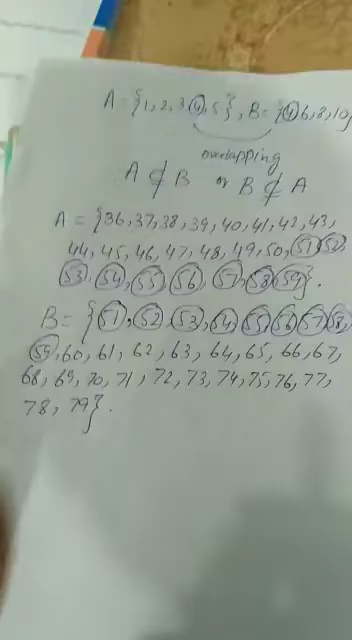 A = {1, 2, 3, 4, 5}, B = {4, 6, 8, 10,
overlapping
A ⊄ B or B ⊄ A
A = {36, 37, 38, 39, 40, 41, 42, 43,
44, 45, 46, 47, 48, 49, 50, 51, 52,
53, 54, 55, 56, 57, 58, 59}.
B = {51, 52, 53, 54, 55, 56, 57, 58,
59, 60, 61, 62, 63, 64, 65, 66, 67,
68, 69, 70, 71, 72, 73, 74, 75, 76, 77,
78, 79}.